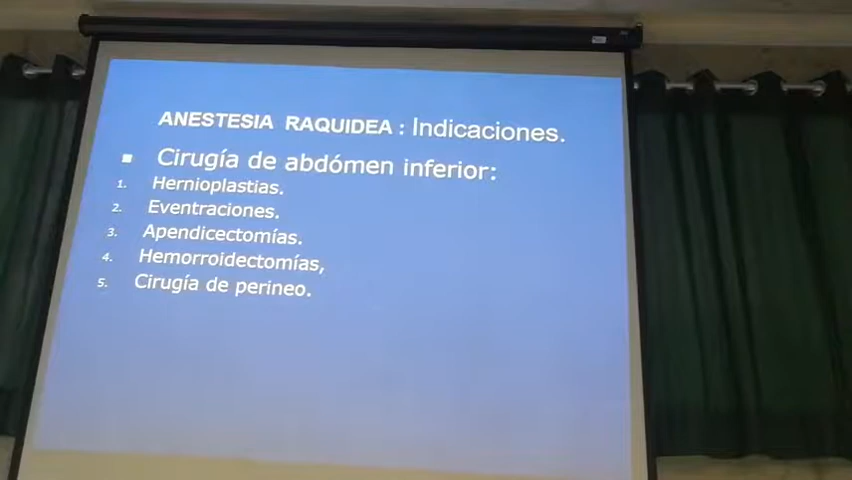 ANESTESIA RAQUIDEA : Indicaciones.
■ Cirugía de abdómen inferior:
1. Hernioplastias.
2. Eventraciones.
3. Apendicectomías.
4. Hemorroidectomías,
5. Cirugía de perineo.